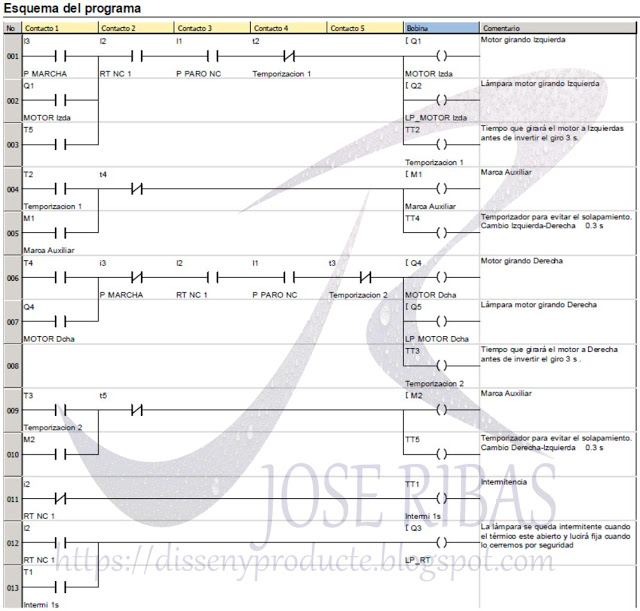 Esquema del programa
No Contacto 1 Contacto 2 Contacto 3 Contacto 4 Contacto 5 Bobina Comentario
I3 I2 I1 t2 [ Q1 Motor girando Izquierda
001
P MARCHA RT NC 1 P PARO NC Temporizacion 1 MOTOR Izda
Q1 [ Q2 Lámpara motor girando Izquierda
002
MOTOR Izda LP_MOTOR Izda
T5 TT2 Tiempo que girará el motor a Izquierdas
antes de invertir el giro 3 s.
003
Temporizacion 1
T2 t4 [ M1 Marca Auxiliar
004
Temporizacion 1 Marca Auxiliar
M1 TT4 Temporizador para evitar el solapamiento.
Cambio Izquierda-Derecha 0.3 s
005
Marca Auxiliar
T4 i3 I2 I1 t3 [ Q4 Motor girando Derecha
006
P MARCHA RT NC 1 P PARO NC Temporizacion 2 MOTOR Dcha
Q4 [ Q5 Lámpara motor girando Derecha
007
MOTOR Dcha LP MOTOR Dcha
TT3 Tiempo que girará el motor a Derecha
antes de invertir el giro 3 s .
008
Temporizacion 2
T3 t5 [ M2 Marca Auxiliar
009
Temporizacion 2 Marca Auxiliar
M2 TT5 Temporizador para evitar el solapamiento.
Cambio Derecha-Izquierda 0.3 s
010
JOSE RIBAS
i2 TT1 Intermitencia
011
RT NC 1 Intermi 1s
I2 [ Q3 La lámpara se queda intermitente cuando
el térmico este abierto y lucirá fija cuando
lo cerremos por seguridad
012
RT NC 1 LP_RT
https://dissenyproducte.blogspot.com
T1
013
Intermi 1s